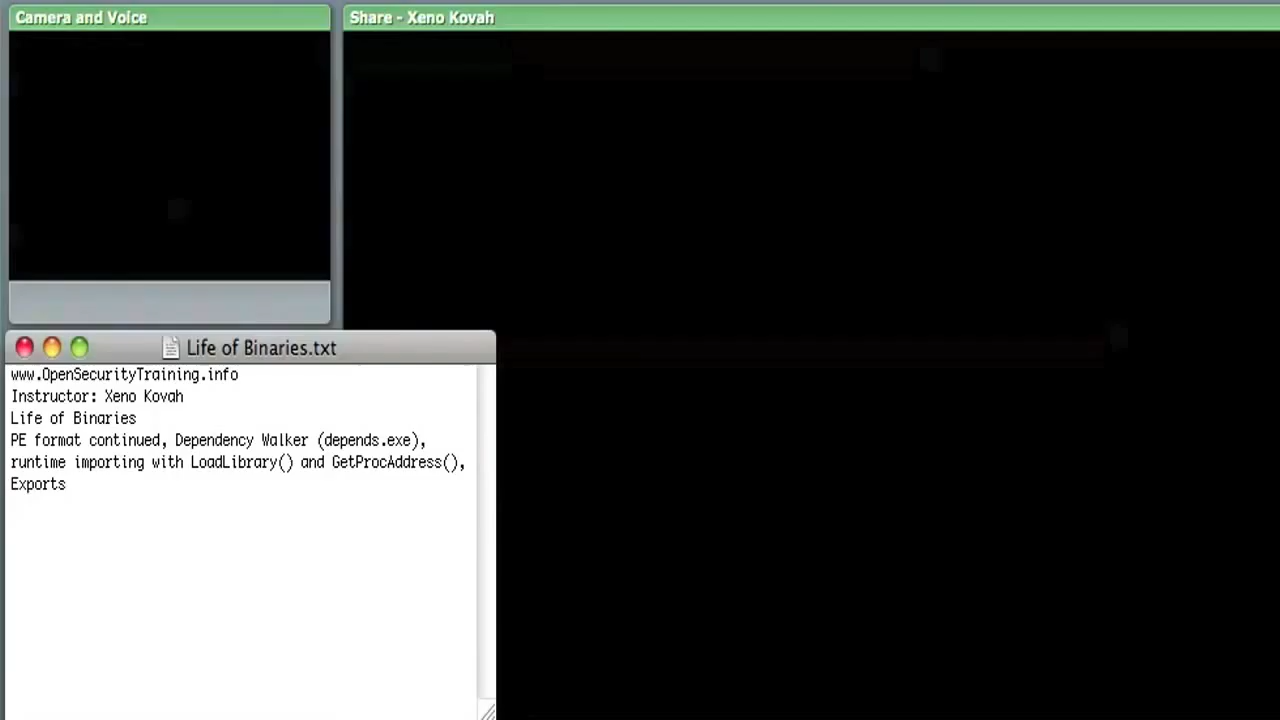 Camera and Voice
Share - Xeno Kovah
Life of Binaries.txt
www.OpenSecurityTraining.info
Instructor: Xeno Kovah
Life of Binaries
PE format continued, Dependency Walker (depends.exe),
runtime importing with LoadLibrary() and GetProcAddress(),
Exports